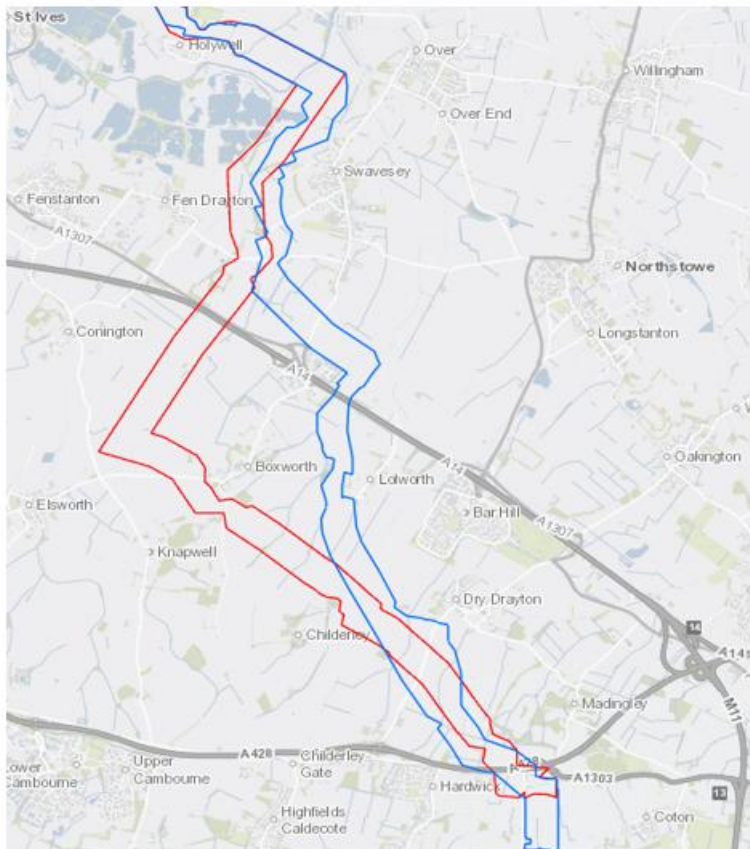 St Ives
Holywell
Over
Willingham
Over End
Swavesey
Fenstanton
Fen Drayton
A1307
Northstowe
Conington
Longstanton
A14
Boxworth
Lolworth
A14
Oakington
Elsworth
Bar Hill
A1307
Knapwell
Dry Drayton
Childerley
14
Madingley
M11
A428
Childerley
Gate
A1303
Lower
Cambourne
Upper
Cambourne
Hardwick
13
Highfields
Caldecote
Coton